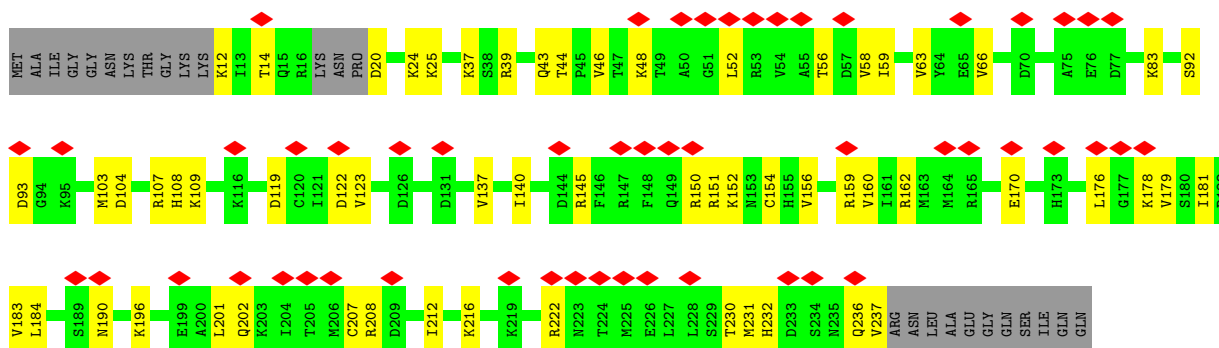 MET ALA ILE GLY GLY ASN LYS THR GLY LYS LYS K12 I13 T14 Q15 R16 LYS ASN PRO D20 K24 K25 K37 S38 R39 Q43 T44 P45 V46 T47 K48 T49 A50 G51 L52 R53 V54 A55 T56 D57 V58 I59 V63 Y64 E65 V66 D70 A75 E76 D77 K83 S92
D93 G94 K95 M103 D104 R107 H108 K109 K116 D119 C120 I121 D122 V123 D126 D131 V137 I140 D144 R145 F146 R147 F148 Q149 R150 R151 K152 N153 C154 H155 V156 R159 V160 I161 R162 M163 M164 R165 E170 H173 L176 G177 K178 V179 S180 I181
V183 L184 S189 N190 K196 E199 A200 L201 Q202 K203 I204 T205 M206 C207 R208 D209 I212 K216 K219 R222 N223 T224 M225 E226 L227 L228 S229 T230 M231 H232 D233 S234 N235 Q236 V237 ARG ASN LEU ALA GLU GLY GLN SER ILE GLN GLN